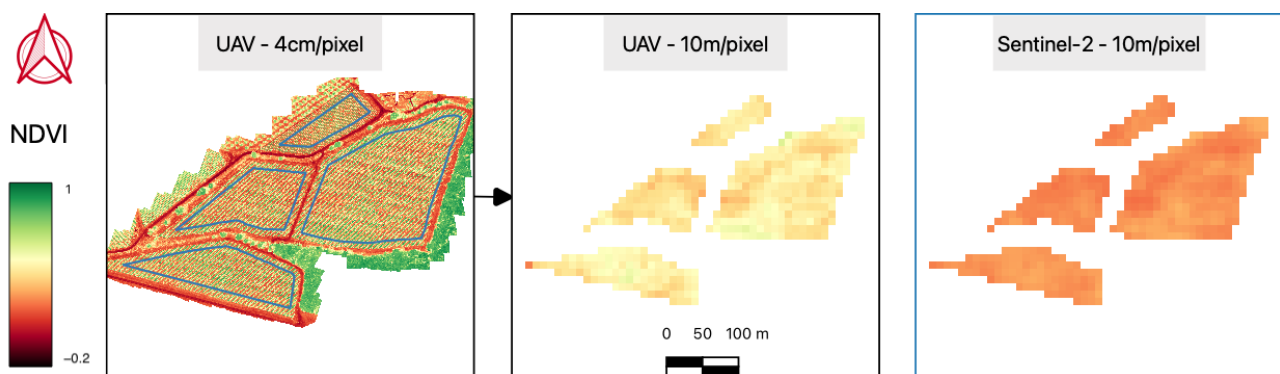 UAV - 4cm/pixel
UAV - 10m/pixel
Sentinel-2 - 10m/pixel
NDVI
1
−0.2
0 50 100 m